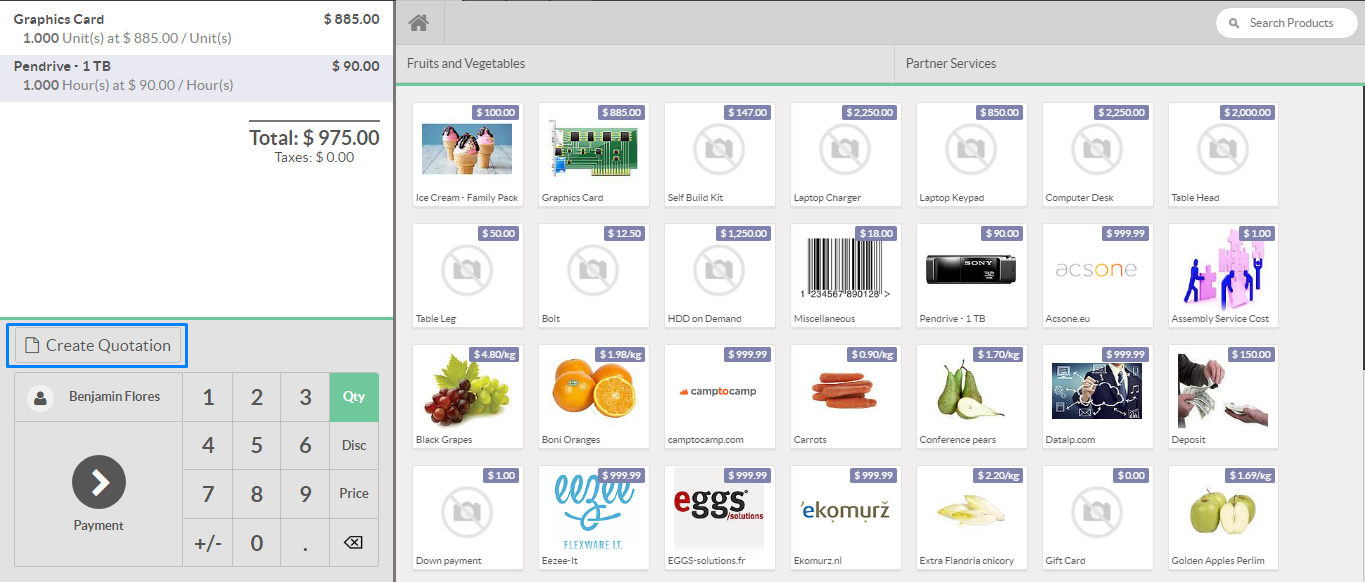 Graphics Card $ 885.00
1.000 Unit(s) at $ 885.00 / Unit(s)
Pendrive - 1 TB $ 90.00
1.000 Hour(s) at $ 90.00 / Hour(s)
Total: $ 975.00
Taxes: $ 0.00
Create Quotation
Benjamin Flores
1 2 3 Qty
4 5 6 Disc
7 8 9 Price
+/- 0 .
Payment
Search Products
Fruits and Vegetables
Partner Services
$ 100.00
Ice Cream - Family Pack
$ 885.00
Graphics Card
$ 147.00
Self Build Kit
$ 2,250.00
Laptop Charger
$ 850.00
Laptop Keypad
$ 2,250.00
Computer Desk
$ 2,000.00
Table Head
$ 50.00
Table Leg
$ 12.50
Bolt
$ 1,250.00
HDD on Demand
$ 18.00
1 234567 890128 >
Miscellaneous
$ 90.00
SONY
Pendrive - 1 TB
$ 999.99
acsone
Acsone.eu
$ 1.00
Assembly Service Cost
$ 4.80/kg
Black Grapes
$ 1.98/kg
Boni Oranges
$ 999.99
camptocamp
camptocamp.com
$ 0.90/kg
Carrots
$ 1.70/kg
Conference pears
$ 999.99
Datalp.com
$ 150.00
Deposit
$ 1.00
Down payment
$ 999.99
eezee
FLEXWARE I.T.
Eezee-It
$ 999.99
eggs
/solutions
EGGS-solutions.fr
$ 999.99
'ekomurž
Ekomurz.nl
$ 2.20/kg
Extra Flandria chicory
$ 0.00
Gift Card
$ 1.69/kg
Golden Apples Perlim